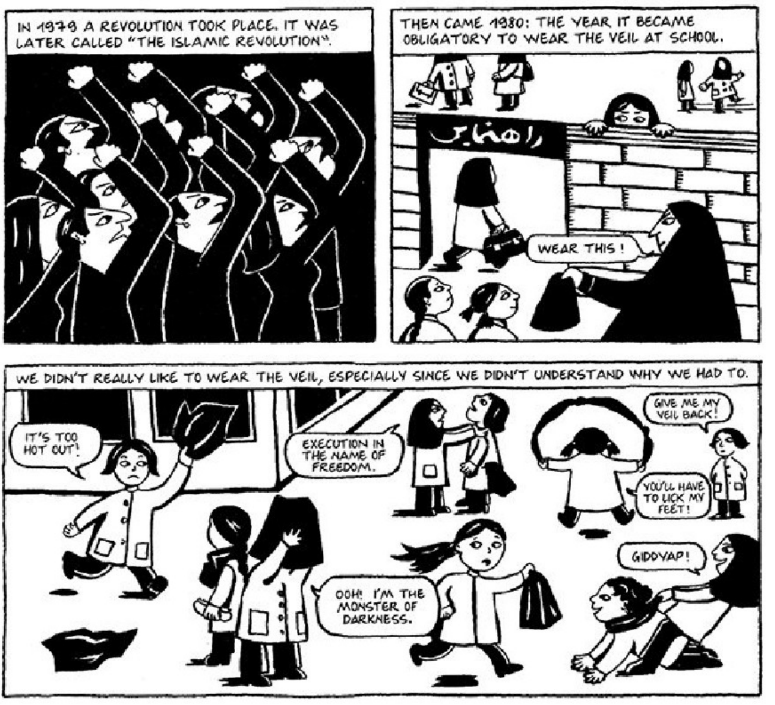 IN 1979 A REVOLUTION TOOK PLACE. IT WAS
LATER CALLED "THE ISLAMIC REVOLUTION".
THEN CAME 1980: THE YEAR IT BECAME
OBLIGATORY TO WEAR THE VEIL AT SCHOOL.
راهنمایی
WEAR THIS!
WE DIDN'T REALLY LIKE TO WEAR THE VEIL, ESPECIALLY SINCE WE DIDN'T UNDERSTAND WHY WE HAD TO.
IT'S TOO
HOT OUT!
EXECUTION IN
THE NAME OF
FREEDOM.
GIVE ME MY
VEIL BACK!
YOU'LL HAVE
TO LICK MY
FEET!
OOH! I'M THE
MONSTER OF
DARKNESS.
GIDDYAP!